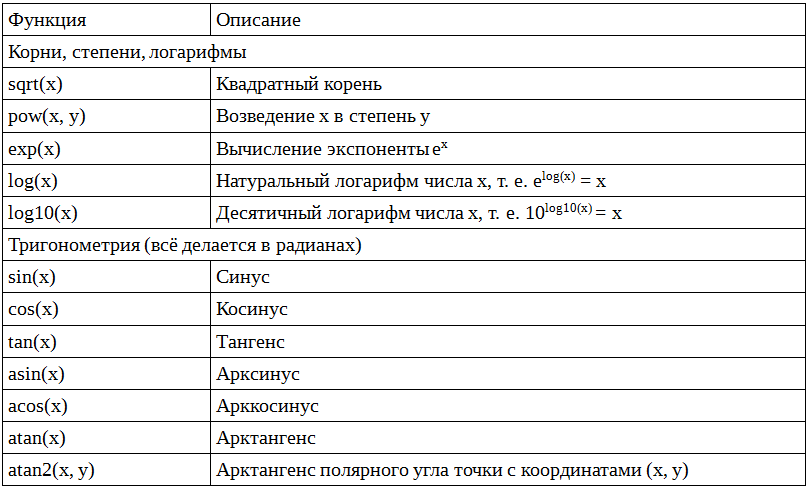 Функция Описание
Корни, степени, логарифмы
sqrt(x) Квадратный корень
pow(x, y) Возведение x в степень y
exp(x) Вычисление экспоненты eˣ
log(x) Натуральный логарифм числа x, т. е. e^log(x) = x
log10(x) Десятичный логарифм числа x, т. е. 10^log10(x) = x
Тригонометрия (всё делается в радианах)
sin(x) Синус
cos(x) Косинус
tan(x) Тангенс
asin(x) Арксинус
acos(x) Арккосинус
atan(x) Арктангенс
atan2(x, y) Арктангенс полярного угла точки с координатами (x, y)